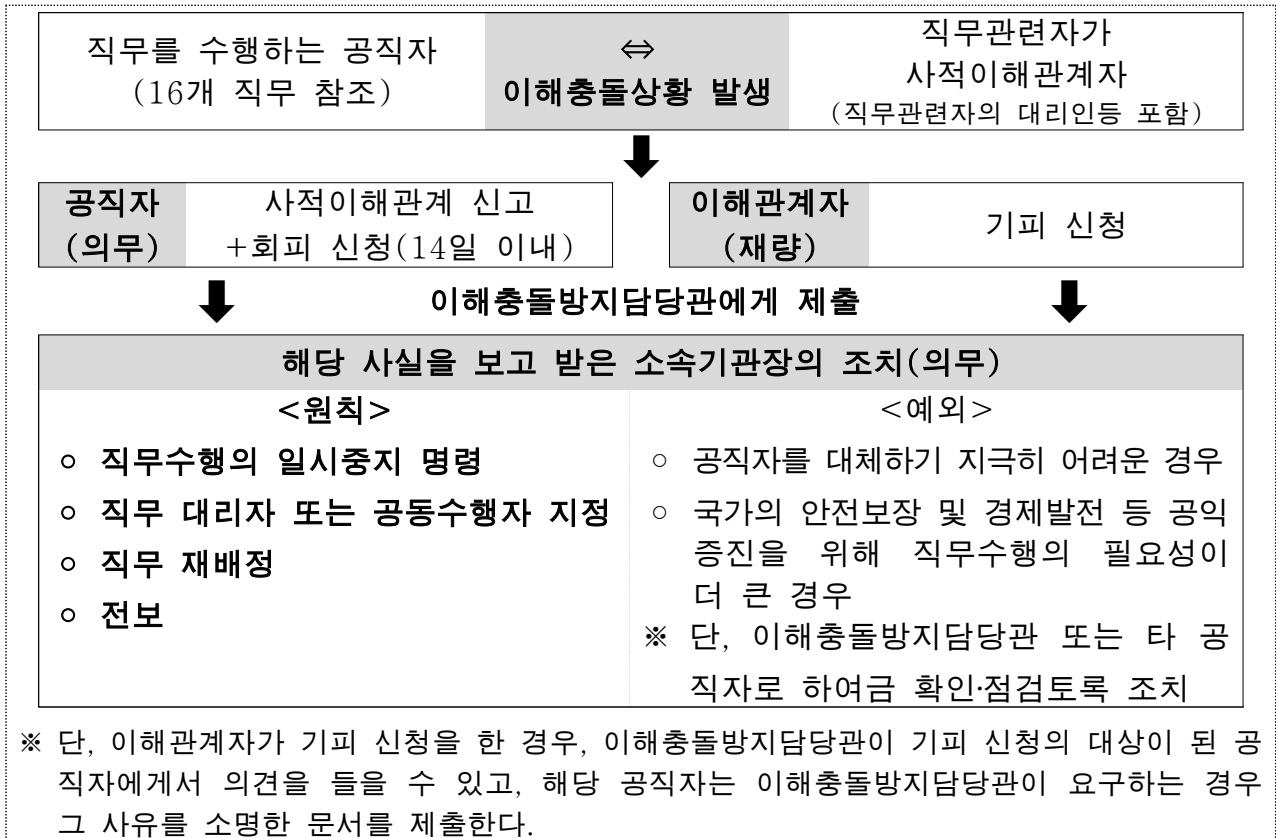 직무를 수행하는 공직자
(16개 직무 참조)
⇔
이해충돌상황 발생
직무관련자가
사적이해관계자
(직무관련자의 대리인등 포함)
공직자
(의무)
사적이해관계 신고
+회피 신청(14일 이내)
이해관계자
(재량)
기피 신청
이해충돌방지담당관에게 제출
해당 사실을 보고 받은 소속기관장의 조치(의무)
<원칙>
○ 직무수행의 일시중지 명령
○ 직무 대리자 또는 공동수행자 지정
○ 직무 재배정
○ 전보
<예외>
○ 공직자를 대체하기 지극히 어려운 경우
○ 국가의 안전보장 및 경제발전 등 공익
증진을 위해 직무수행의 필요성이
더 큰 경우
※ 단, 이해충돌방지담당관 또는 타 공
직자로 하여금 확인·점검토록 조치
※ 단, 이해관계자가 기피 신청을 한 경우, 이해충돌방지담당관이 기피 신청의 대상이 된 공
직자에게서 의견을 들을 수 있고, 해당 공직자는 이해충돌방지담당관이 요구하는 경우
그 사유를 소명한 문서를 제출한다.